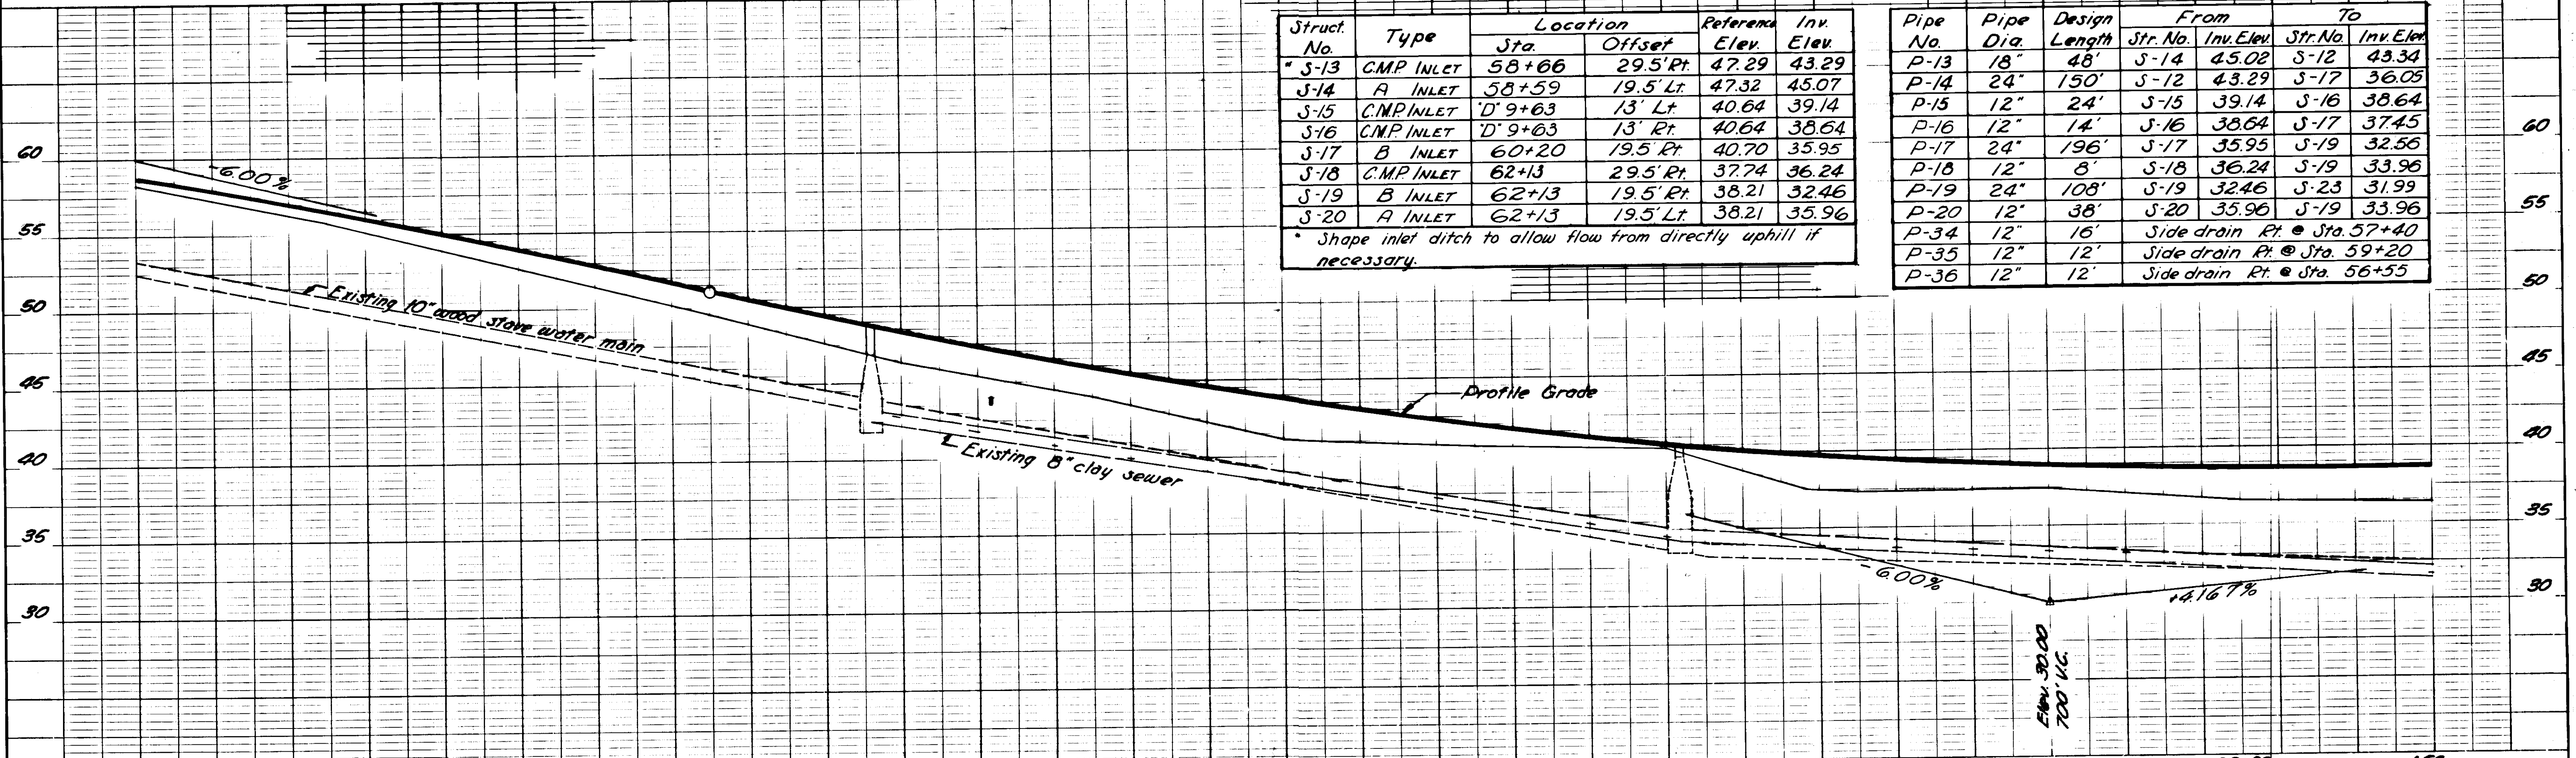 Struct. No. Type Location Reference Elev. Inv. Elev.
Sta. Offset
* S-13 C.M.P. INLET 58+66 29.5' Rt. 47.29 43.29
S-14 A INLET 58+59 19.5' Lt. 47.32 45.07
S-15 C.M.P. INLET "D" 9+63 13' Lt. 40.64 39.14
S-16 C.M.P. INLET "D" 9+63 13' Rt. 40.64 38.64
S-17 B INLET 60+20 19.5' Rt. 40.70 35.95
S-18 C.M.P. INLET 62+13 29.5' Rt. 37.74 36.24
S-19 B INLET 62+13 19.5' Rt. 38.21 32.46
S-20 A INLET 62+13 19.5' Lt. 38.21 35.96
* Shape inlet ditch to allow flow from directly uphill if
necessary.
Pipe No. Pipe Dia. Design Length From To
Str. No. Inv. Elev. Str. No. Inv. Elev.
P-13 18" 48' S-14 45.02 S-12 43.34
P-14 24" 150' S-12 43.29 S-17 36.05
P-15 12" 24' S-15 39.14 S-16 38.64
P-16 12" 14' S-16 38.64 S-17 37.45
P-17 24" 196' S-17 35.95 S-19 32.56
P-18 12" 8' S-18 36.24 S-19 33.96
P-19 24" 108' S-19 32.46 S-23 31.99
P-20 12" 38' S-20 35.96 S-19 33.96
P-34 12" 16' Side drain Rt. @ Sta. 57+40
P-35 12" 12' Side drain Rt. @ Sta. 59+20
P-36 12" 12' Side drain Rt. @ Sta. 56+55
60
55
50
45
40
35
30
-6.00%
Existing 10" wood stave water main
Existing 8" clay sewer
Profile Grade
-6.00%
+4.167%
Elev. 30.00
700' V.C.
60
55
50
45
40
35
30